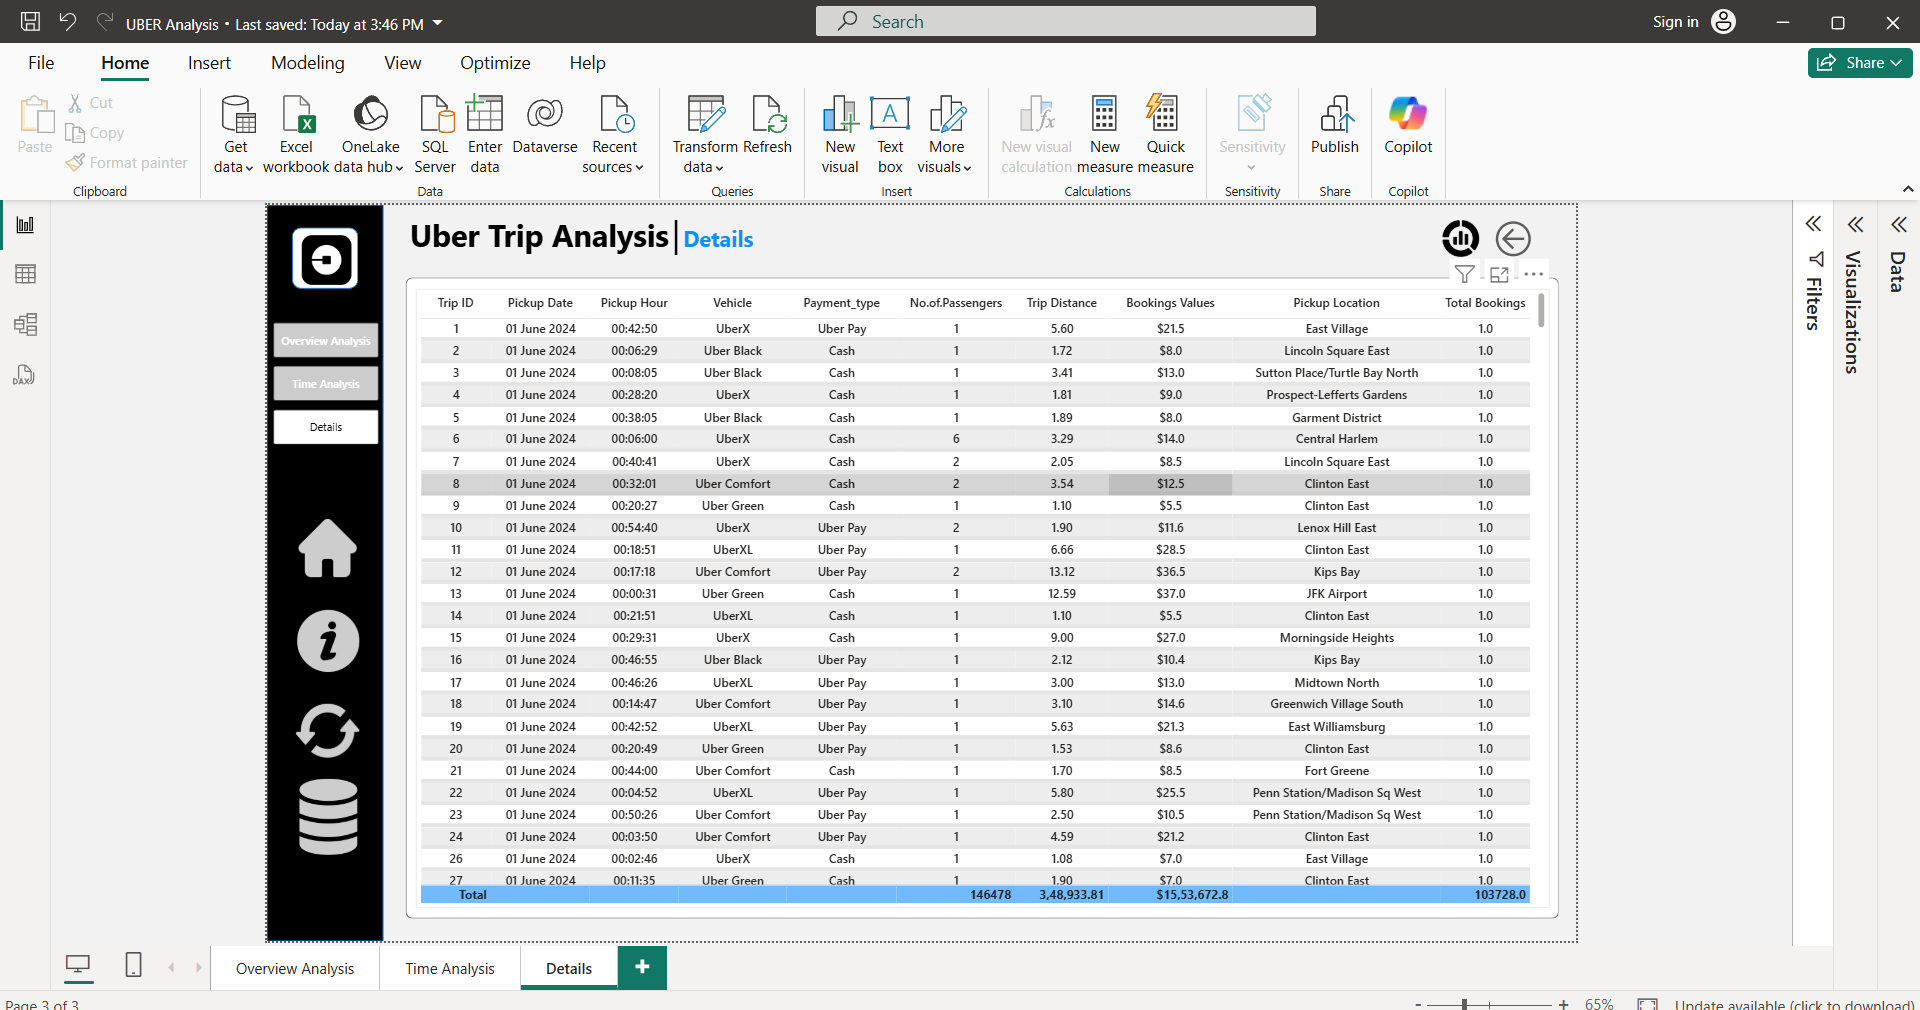 UBER Analysis • Last saved: Today at 3:46 PM
Search
Sign in
File Home Insert Modeling View Optimize Help
Share
Paste
Cut
Copy
Format painter
Clipboard
Get data
Excel workbook
OneLake data hub
SQL Server
Enter data
Dataverse
Recent sources
Data
Transform data
Refresh
Queries
New visual
Text box
More visuals
Insert
New visual calculation
New measure
Quick measure
Calculations
Sensitivity
Sensitivity
Publish
Share
Copilot
Copilot
DAX
Uber Trip Analysis Details
Overview Analysis
Time Analysis
Details
Trip ID Pickup Date Pickup Hour Vehicle Payment_type No.of.Passengers Trip Distance Bookings Values Pickup Location Total Bookings
1 01 June 2024 00:42:50 UberX Uber Pay 1 5.60 $21.5 East Village 1.0
2 01 June 2024 00:06:29 Uber Black Cash 1 1.72 $8.0 Lincoln Square East 1.0
3 01 June 2024 00:08:05 Uber Black Cash 1 3.41 $13.0 Sutton Place/Turtle Bay North 1.0
4 01 June 2024 00:28:20 UberX Cash 1 1.81 $9.0 Prospect-Lefferts Gardens 1.0
5 01 June 2024 00:38:05 Uber Black Cash 1 1.89 $8.0 Garment District 1.0
6 01 June 2024 00:06:00 UberX Cash 6 3.29 $14.0 Central Harlem 1.0
7 01 June 2024 00:40:41 UberX Cash 2 2.05 $8.5 Lincoln Square East 1.0
8 01 June 2024 00:32:01 Uber Comfort Cash 2 3.54 $12.5 Clinton East 1.0
9 01 June 2024 00:20:27 Uber Green Cash 1 1.10 $5.5 Clinton East 1.0
10 01 June 2024 00:54:40 UberX Uber Pay 2 1.90 $11.6 Lenox Hill East 1.0
11 01 June 2024 00:18:51 UberXL Uber Pay 1 6.66 $28.5 Clinton East 1.0
12 01 June 2024 00:17:18 Uber Comfort Uber Pay 2 13.12 $36.5 Kips Bay 1.0
13 01 June 2024 00:00:31 Uber Green Cash 1 12.59 $37.0 JFK Airport 1.0
14 01 June 2024 00:21:51 UberXL Cash 1 1.10 $5.5 Clinton East 1.0
15 01 June 2024 00:29:31 UberX Cash 1 9.00 $27.0 Morningside Heights 1.0
16 01 June 2024 00:46:55 Uber Black Uber Pay 1 2.12 $10.4 Kips Bay 1.0
17 01 June 2024 00:46:26 UberXL Uber Pay 1 3.00 $13.0 Midtown North 1.0
18 01 June 2024 00:14:47 Uber Comfort Uber Pay 1 3.10 $14.6 Greenwich Village South 1.0
19 01 June 2024 00:42:52 UberXL Uber Pay 1 5.63 $21.3 East Williamsburg 1.0
20 01 June 2024 00:20:49 Uber Green Uber Pay 1 1.53 $8.6 Clinton East 1.0
21 01 June 2024 00:44:00 Uber Comfort Cash 1 1.70 $8.5 Fort Greene 1.0
22 01 June 2024 00:04:52 UberXL Uber Pay 1 5.80 $25.5 Penn Station/Madison Sq West 1.0
23 01 June 2024 00:50:26 Uber Comfort Uber Pay 1 2.50 $10.5 Penn Station/Madison Sq West 1.0
24 01 June 2024 00:03:50 Uber Comfort Uber Pay 1 4.59 $21.2 Clinton East 1.0
26 01 June 2024 00:02:46 UberX Cash 1 1.08 $7.0 East Village 1.0
27 01 June 2024 00:11:35 Uber Green Cash 1 1.90 $7.0 Clinton East 1.0
Total 146478 3,48,933.81 $15,53,672.8 103728.0
Filters
Visualizations
Data
Overview Analysis Time Analysis Details +
Page 3 of 3
- + 65%
Update available (click to download)